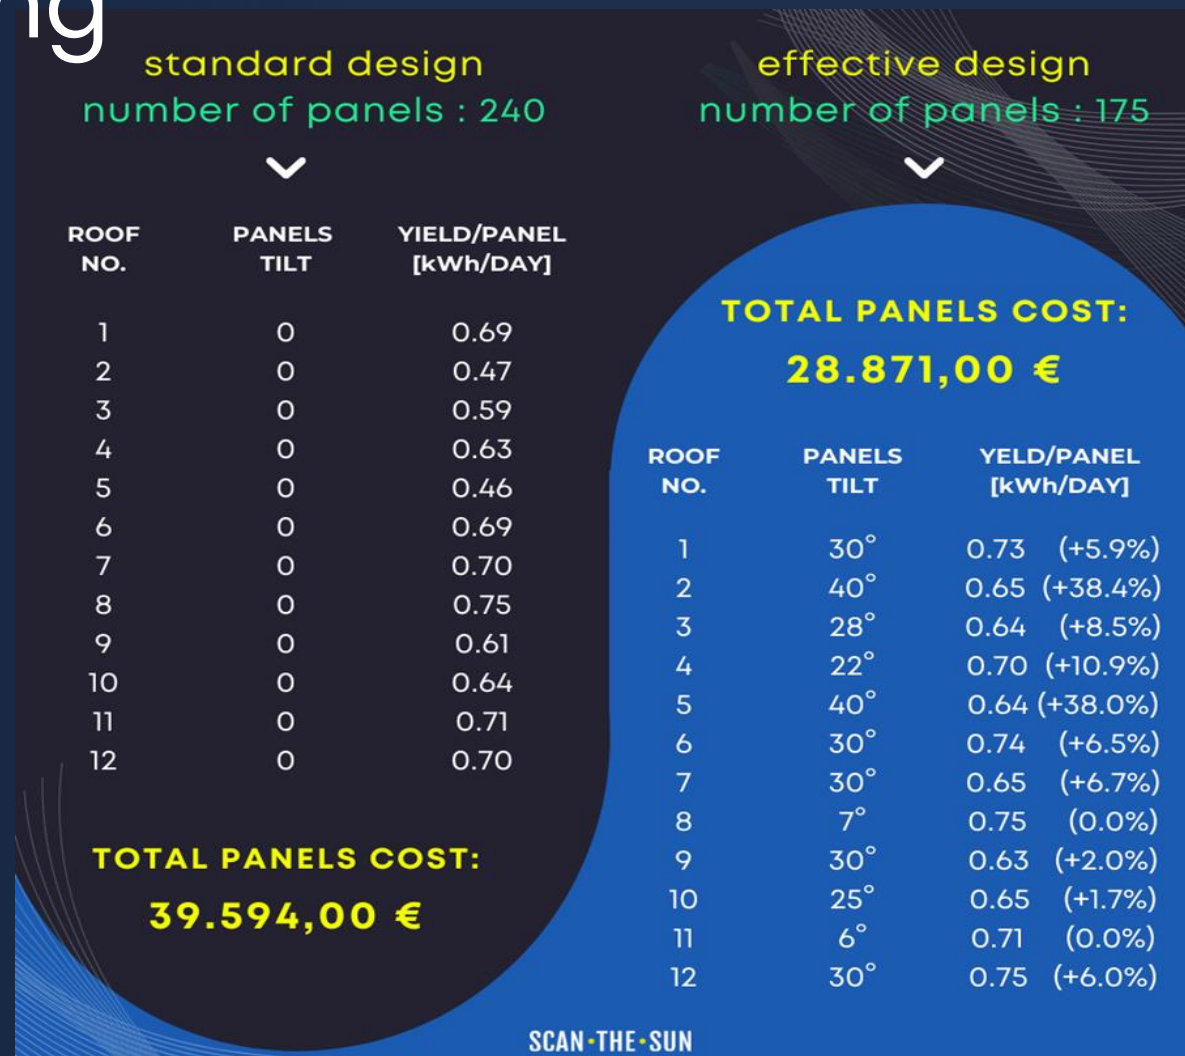 ng
standard design
number of panels : 240
ROOF NO. PANELS TILT YIELD/PANEL [kWh/DAY]
1 0 0.69
2 0 0.47
3 0 0.59
4 0 0.63
5 0 0.46
6 0 0.69
7 0 0.70
8 0 0.75
9 0 0.61
10 0 0.64
11 0 0.71
12 0 0.70
TOTAL PANELS COST:
39.594,00 €
effective design
number of panels : 175
TOTAL PANELS COST:
28.871,00 €
ROOF NO. PANELS TILT YELD/PANEL [kWh/DAY]
1 30° 0.73 (+5.9%)
2 40° 0.65 (+38.4%)
3 28° 0.64 (+8.5%)
4 22° 0.70 (+10.9%)
5 40° 0.64 (+38.0%)
6 30° 0.74 (+6.5%)
7 30° 0.65 (+6.7%)
8 7° 0.75 (0.0%)
9 30° 0.63 (+2.0%)
10 25° 0.65 (+1.7%)
11 6° 0.71 (0.0%)
12 30° 0.75 (+6.0%)
SCAN·THE·SUN